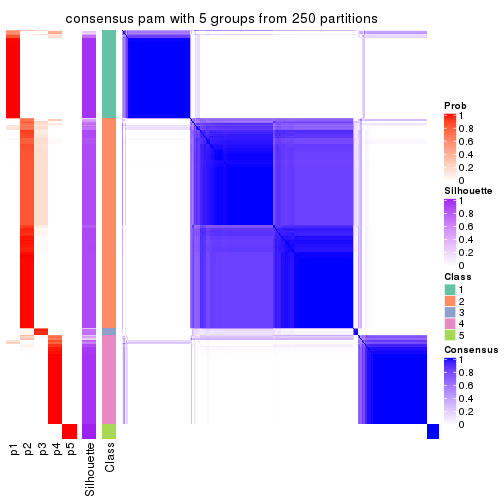 consensus pam with 5 groups from 250 partitions
Prob
1
0.8
0.6
0.4
0.2
0
Silhouette
1
0.8
0.6
0.4
0.2
0
Class
1
2
3
4
5
Consensus
1
0.8
0.6
0.4
0.2
0
p1
p2
p3
p4
p5
Silhouette
Class